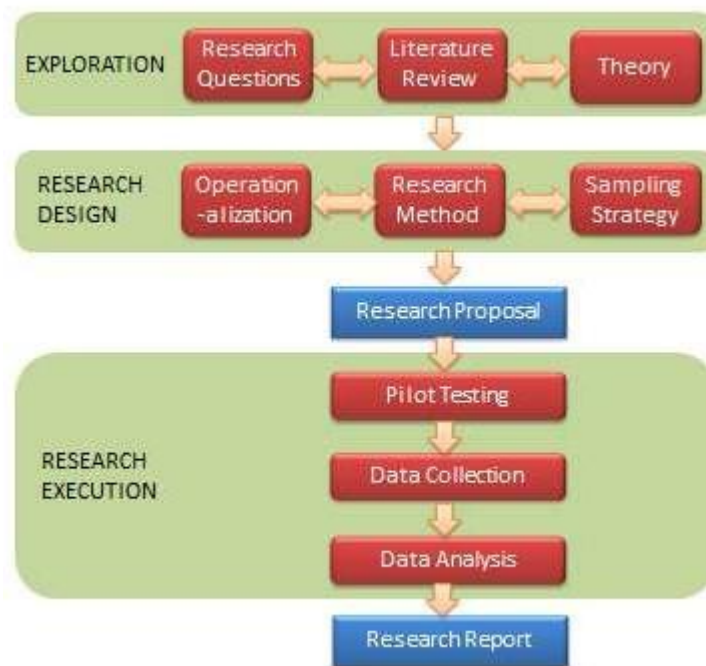 EXPLORATION
Research
Questions
Literature
Review
Theory
RESEARCH
DESIGN
Operation
-alization
Research
Method
Sampling
Strategy
Research Proposal
RESEARCH
EXECUTION
Pilot Testing
Data Collection
Data Analysis
Research Report